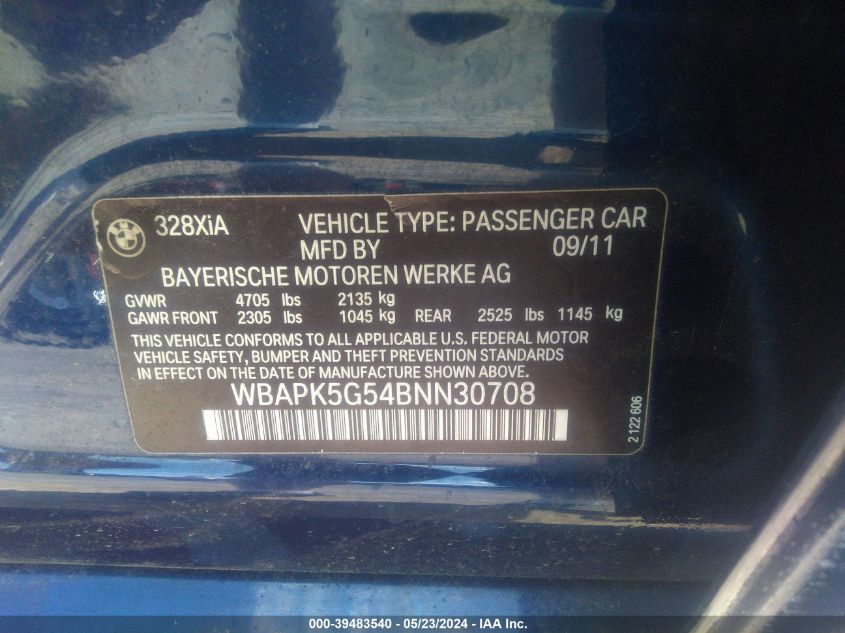 BMW
328XiA VEHICLE TYPE: PASSENGER CAR
MFD BY 09/11
BAYERISCHE MOTOREN WERKE AG
GVWR 4705 lbs 2135 kg
GAWR FRONT 2305 lbs 1045 kg REAR 2525 lbs 1145 kg
THIS VEHICLE CONFORMS TO ALL APPLICABLE U.S. FEDERAL MOTOR
VEHICLE SAFETY, BUMPER AND THEFT PREVENTION STANDARDS
IN EFFECT ON THE DATE OF MANUFACTURE SHOWN ABOVE.
WBAPK5G54BNN30708
2 122 606
000-39483540 - 05/23/2024 - IAA Inc.